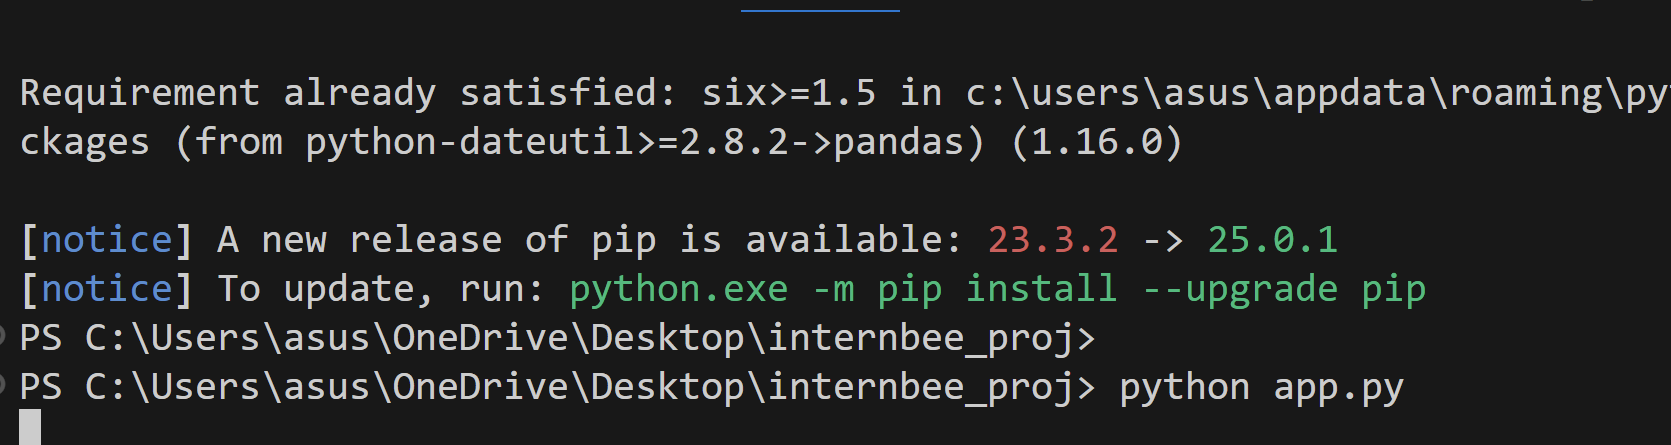 Requirement already satisfied: six>=1.5 in c:\users\asus\appdata\roaming\py
ckages (from python-dateutil>=2.8.2->pandas) (1.16.0)
[notice] A new release of pip is available: 23.3.2 -> 25.0.1
[notice] To update, run: python.exe -m pip install --upgrade pip
PS C:\Users\asus\OneDrive\Desktop\internbee_proj>
PS C:\Users\asus\OneDrive\Desktop\internbee_proj> python app.py